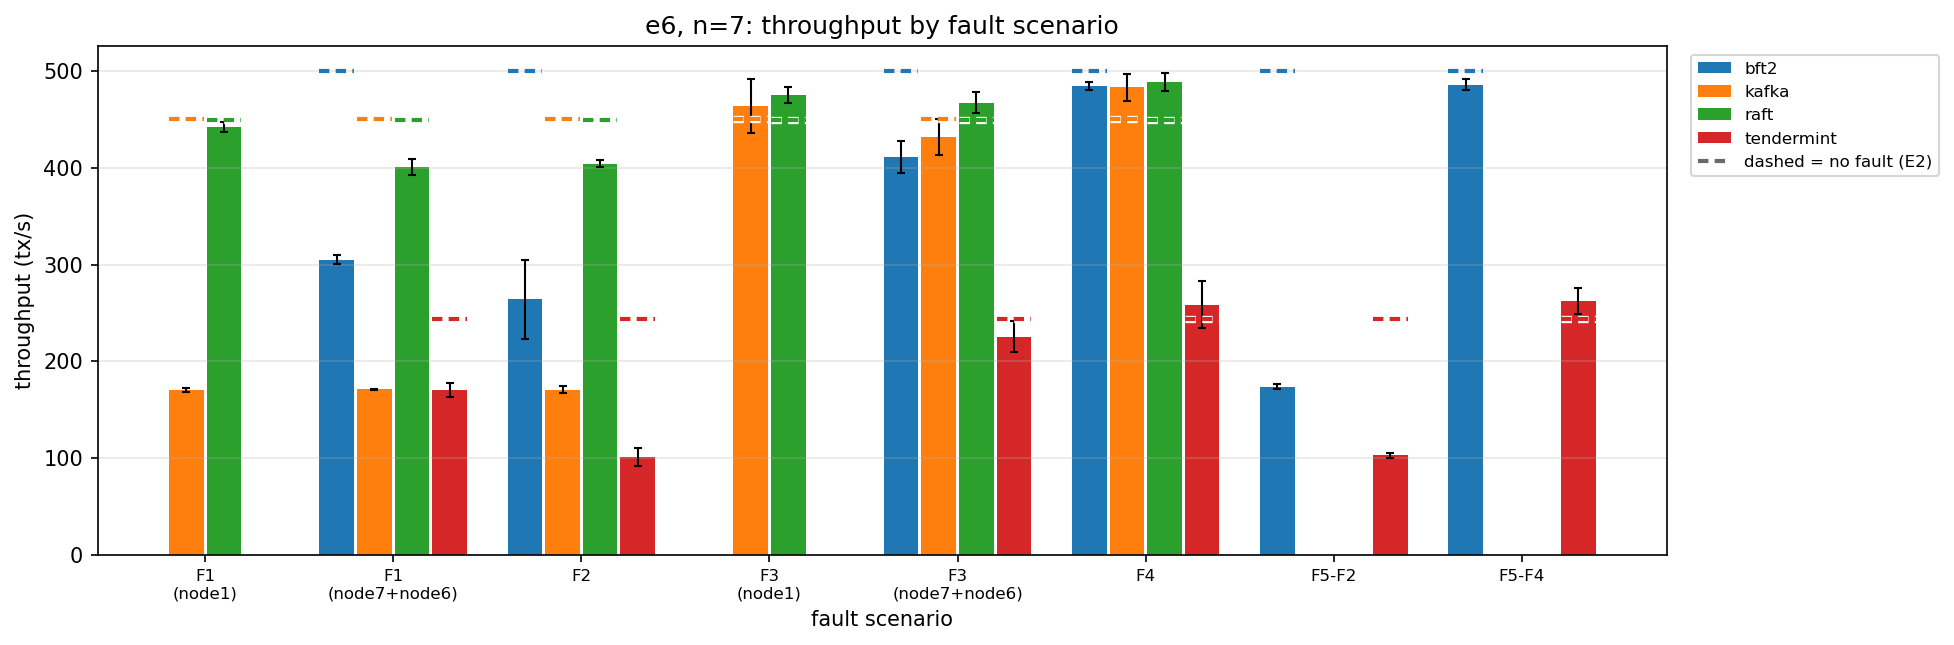 e6, n=7: throughput by fault scenario
throughput (tx/s)
500
400
300
200
100
0
F1
(node1)
F1
(node7+node6)
F2
F3
(node1)
F3
(node7+node6)
F4
F5-F2
F5-F4
fault scenario
bft2
kafka
raft
tendermint
dashed = no fault (E2)